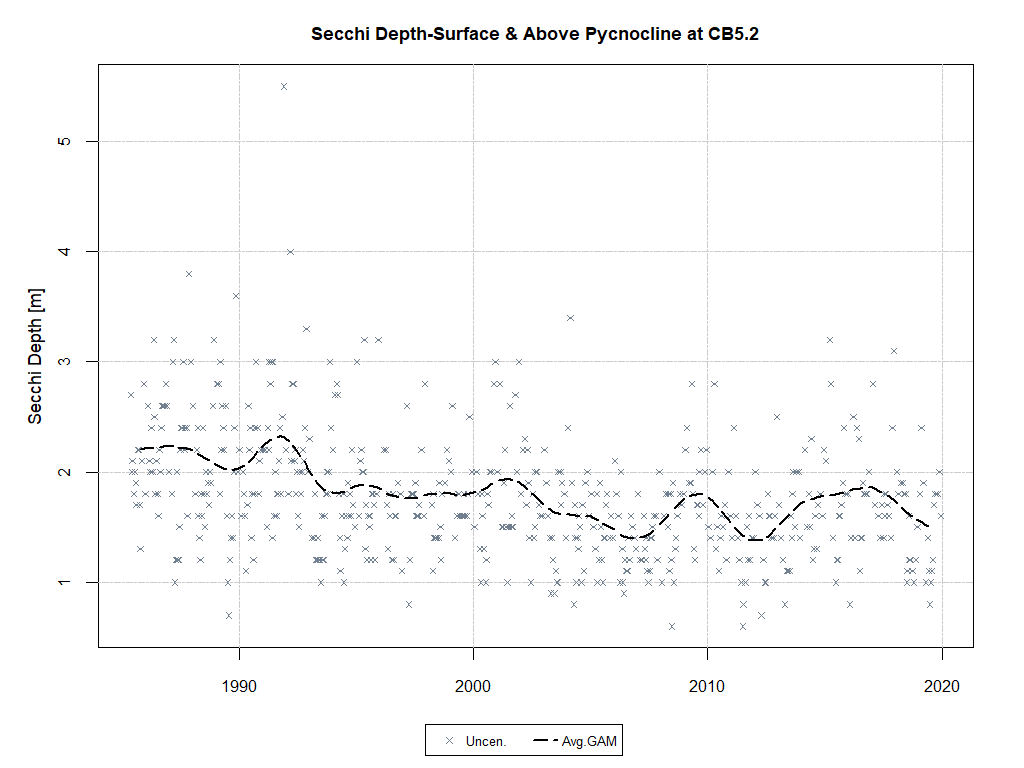 Secchi Depth-Surface & Above Pycnocline at CB5.2
Secchi Depth [m]
5
4
3
2
1
1990 2000 2010 2020
Uncen. Avg.GAM